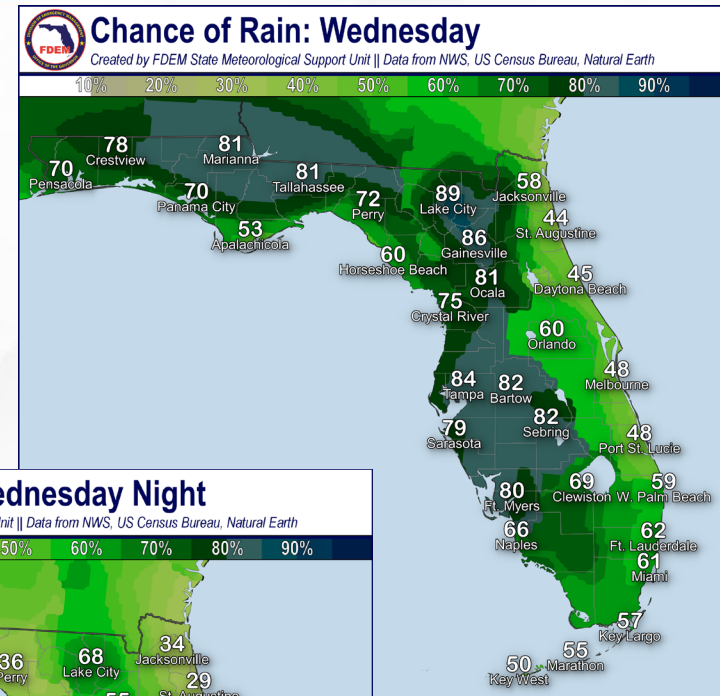 FDEM
Chance of Rain: Wednesday
Created by FDEM State Meteorological Support Unit || Data from NWS, US Census Bureau, Natural Earth
10% 20% 30% 40% 50% 60% 70% 80% 90%
78
Crestview
81
Marianna
70
Pensacola
81
Tallahassee
70
Panama City
72
Perry
89
Lake City
58
Jacksonville
53
Apalachicola
44
St. Augustine
86
Gainesville
60
Horseshoe Beach
81
Ocala
45
Daytona Beach
75
Crystal River
60
Orlando
48
Melbourne
84
Tampa
82
Bartow
82
Sebring
79
Sarasota
48
Port St. Lucie
80
Ft. Myers
69
Clewiston
59
W. Palm Beach
66
Naples
62
Ft. Lauderdale
61
Miami
57
Key Largo
55
Marathon
50
Key West
ednesday Night
nit || Data from NWS, US Census Bureau, Natural Earth
50% 60% 70% 80% 90%
36
Perry
68
Lake City
34
Jacksonville
29
St. Augustine
55